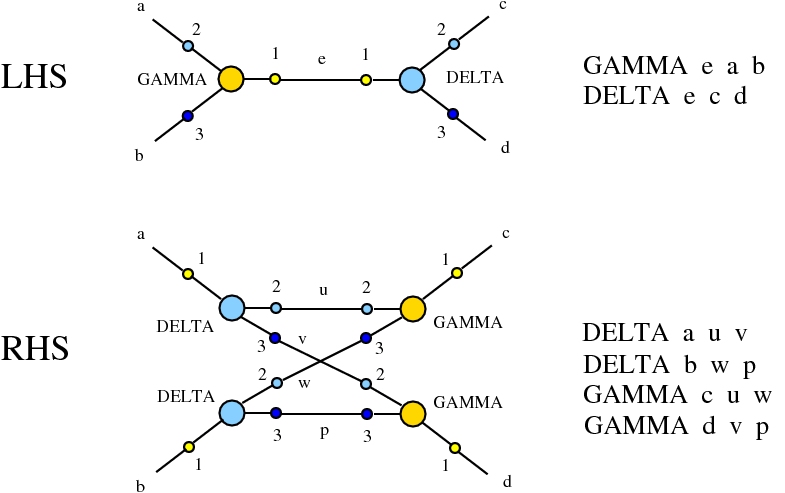 a
c
2
2
GAMMA e a b
1
e
1
LHS
GAMMA
DELTA
DELTA e c d
3
3
b
d
a
c
1
1
2
u
2
DELTA
GAMMA
DELTA a u v
3
v
3
RHS
DELTA b w p
2
w
2
DELTA
GAMMA
GAMMA c u w
3
p
3
GAMMA d v p
1
1
b
d